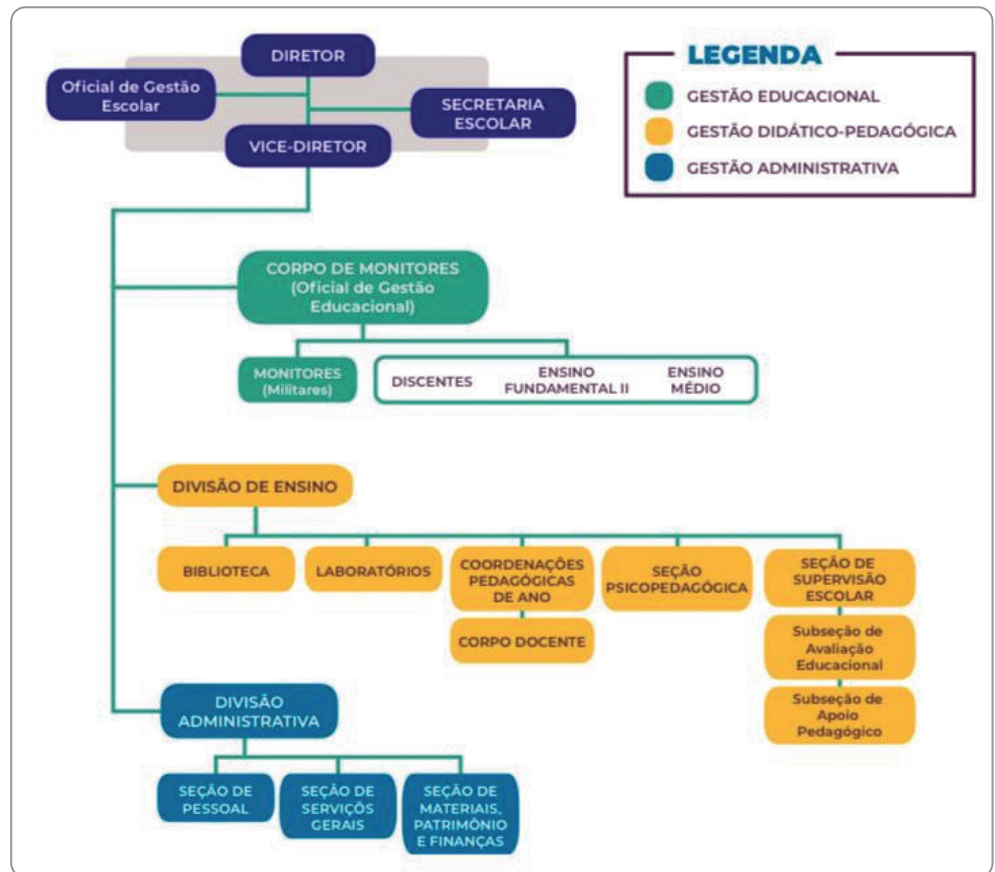 DIRETOR
Oficial de Gestão
Escolar
SECRETARIA
ESCOLAR
VICE-DIRETOR
LEGENDA
GESTÃO EDUCACIONAL
GESTÃO DIDÁTICO-PEDAGÓGICA
GESTÃO ADMINISTRATIVA
CORPO DE MONITORES
(Oficial de Gestão
Educacional)
MONITORES
(Militares)
DISCENTES
ENSINO
FUNDAMENTAL II
ENSINO
MÉDIO
DIVISÃO DE ENSINO
BIBLIOTECA
LABORATÓRIOS
COORDENAÇÕES
PEDAGÓGICAS
DE ANO
CORPO DOCENTE
SEÇÃO
PSICOPEDAGÓGICA
SEÇÃO DE
SUPERVISÃO
ESCOLAR
Subseção de
Avaliação
Educacional
Subseção de
Apoio
Pedagógico
DIVISÃO
ADMINISTRATIVA
SEÇÃO DE
PESSOAL
SEÇÃO DE
SERVIÇÕS
GERAIS
SEÇÃO DE
MATERIAIS,
PATRIMÔNIO
E FINANÇAS